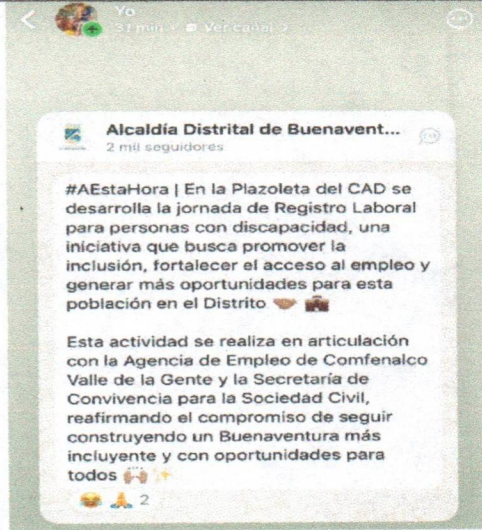 Yo
31 min Ver canal >
Alcaldía Distrital de Buenavent...
2 mil seguidores
#AEstaHora | En la Plazoleta del CAD se
desarrolla la jornada de Registro Laboral
para personas con discapacidad, una
iniciativa que busca promover la
inclusión, fortalecer el acceso al empleo y
generar más oportunidades para esta
población en el Distrito 🤝🏽 💼
Esta actividad se realiza en articulación
con la Agencia de Empleo de Comfenalco
Valle de la Gente y la Secretaría de
Convivencia para la Sociedad Civil,
reafirmando el compromiso de seguir
construyendo un Buenaventura más
incluyente y con oportunidades para
todos 🙌🏽 ✨
😂 🙏 2